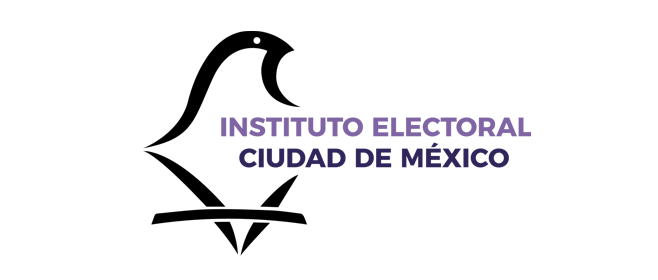 INSTITUTO ELECTORAL
CIUDAD DE MÉXICO